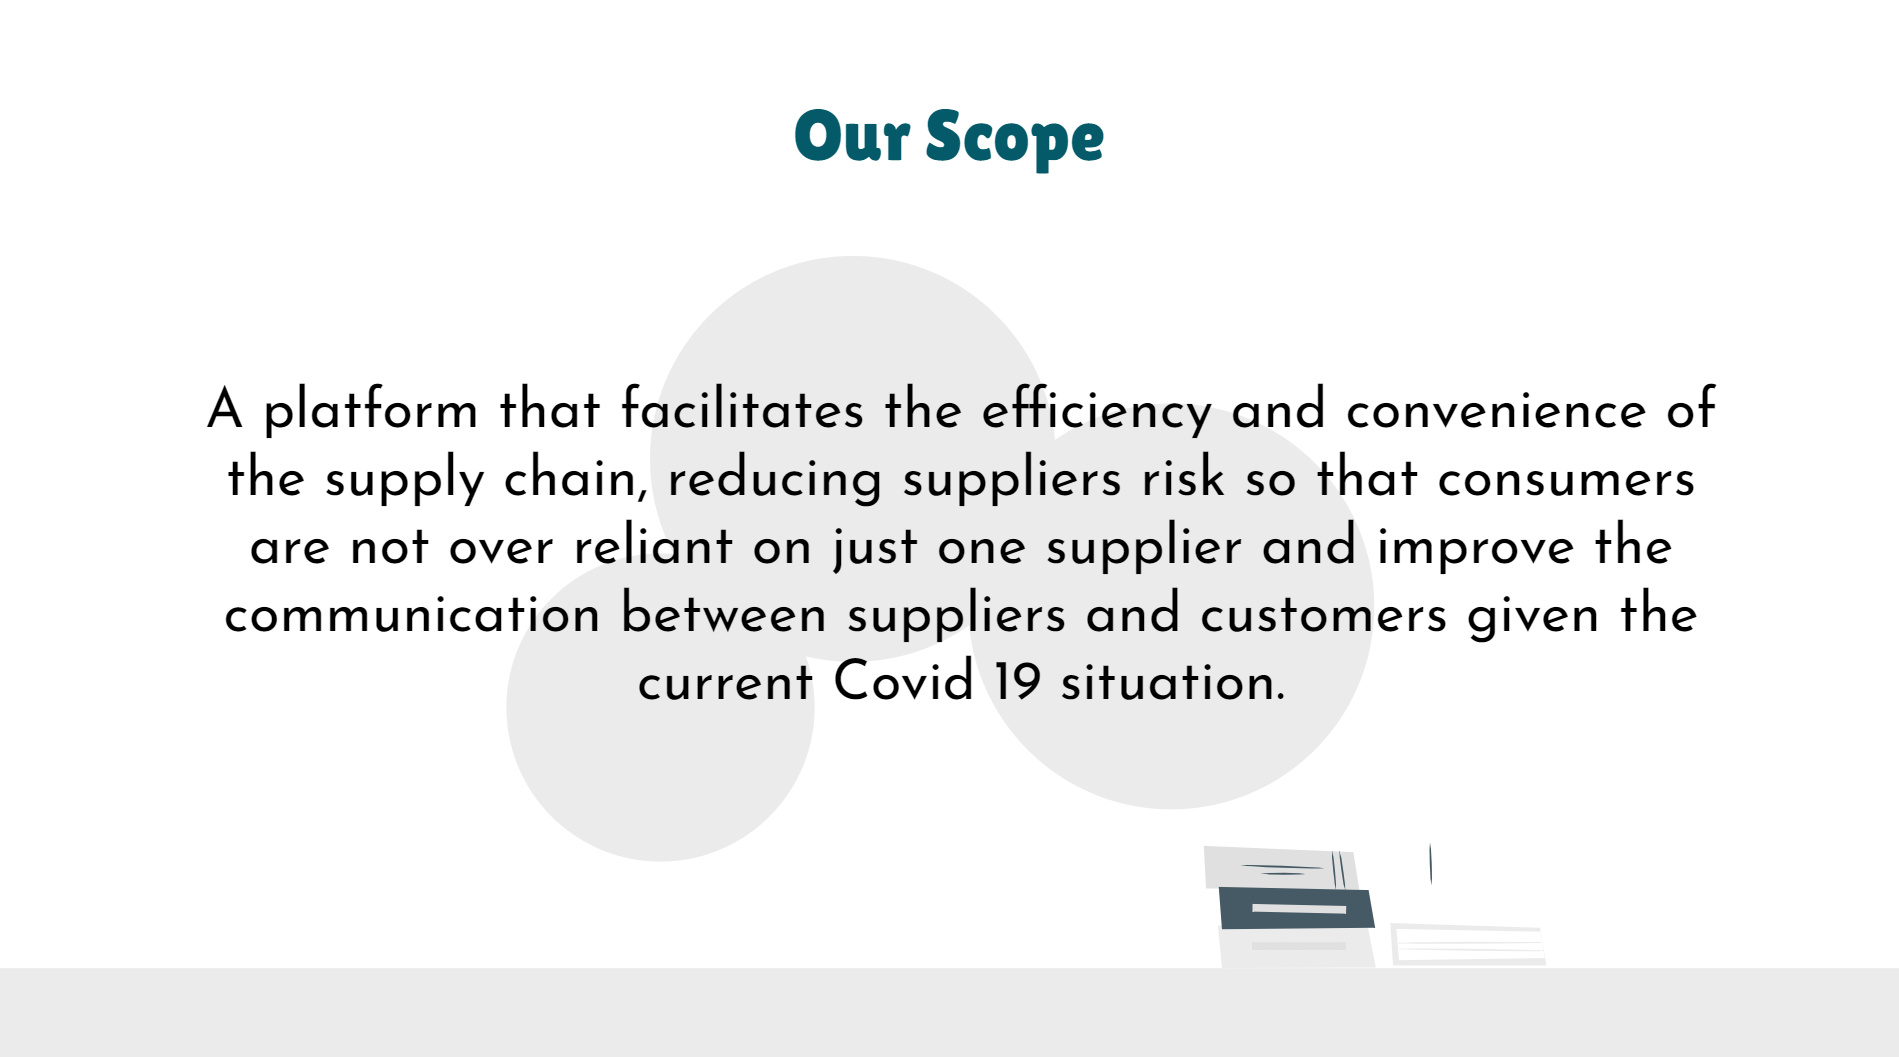 Our Scope
A platform that facilitates the efficiency and convenience of
the supply chain, reducing suppliers risk so that consumers
are not over reliant on just one supplier and improve the
communication between suppliers and customers given the
current Covid 19 situation.